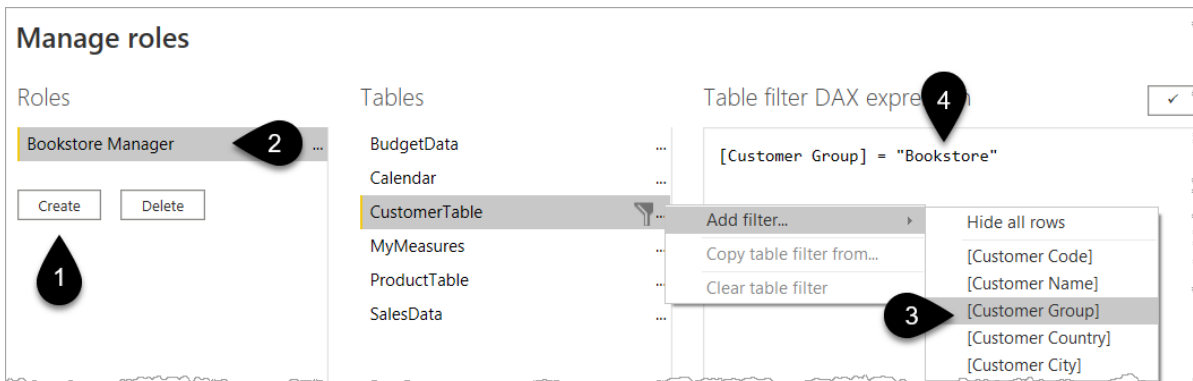 Manage roles
Roles
Tables
Table filter DAX expre n
4
Bookstore Manager
2
...
BudgetData
...
[Customer Group] = "Bookstore"
Calendar
...
Create
Delete
CustomerTable
...
Add filter...
Hide all rows
1
MyMeasures
...
Copy table filter from...
[Customer Code]
ProductTable
...
Clear table filter
[Customer Name]
SalesData
...
3
[Customer Group]
[Customer Country]
[Customer City]